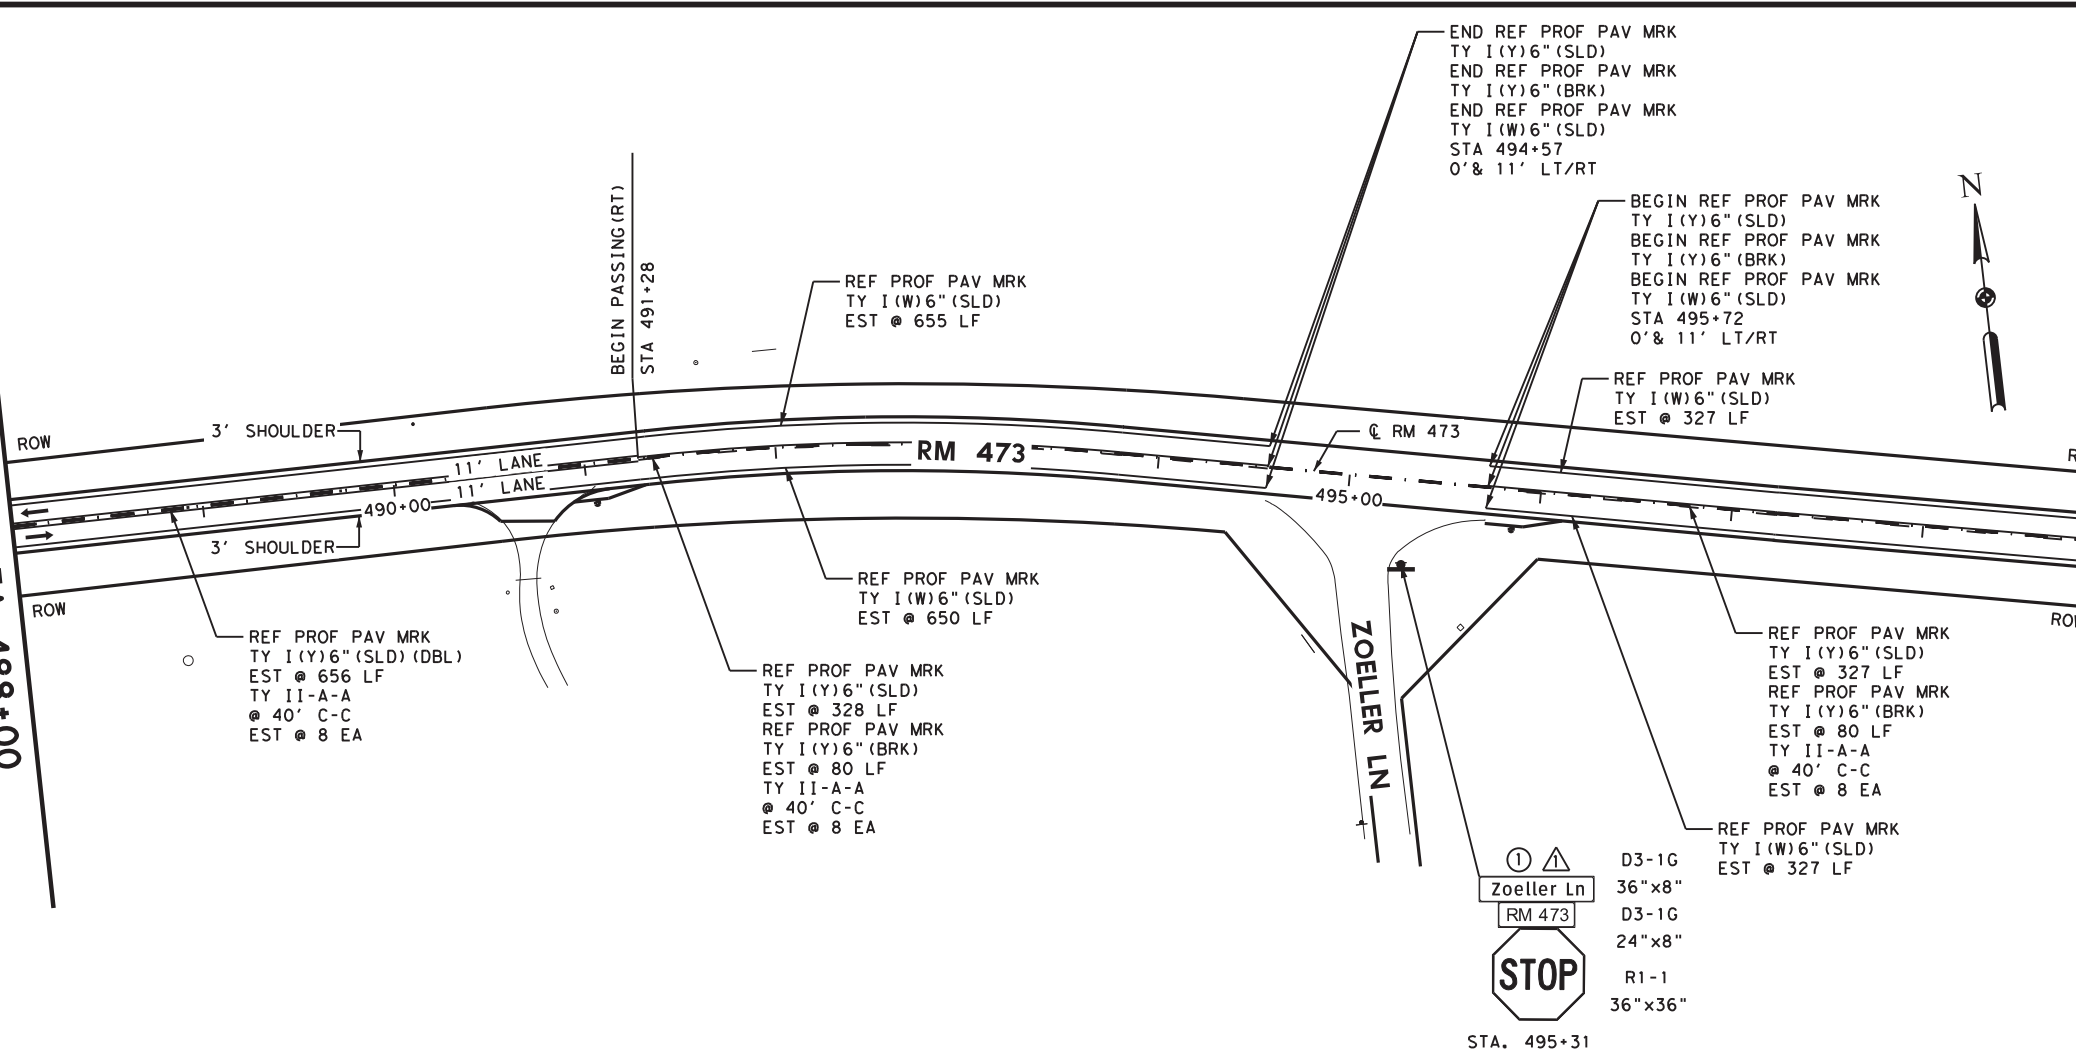 END REF PROF PAV MRK
TY I(Y)6"(SLD)
END REF PROF PAV MRK
TY I(Y)6"(BRK)
END REF PROF PAV MRK
TY I(W)6"(SLD)
STA 494+57
0'& 11' LT/RT
BEGIN REF PROF PAV MRK
TY I(Y)6"(SLD)
BEGIN REF PROF PAV MRK
TY I(Y)6"(BRK)
BEGIN REF PROF PAV MRK
TY I(W)6"(SLD)
STA 495+72
0'& 11' LT/RT
N
BEGIN PASSING(RT)
STA 491+28
REF PROF PAV MRK
TY I(W)6"(SLD)
EST @ 655 LF
REF PROF PAV MRK
TY I(W)6"(SLD)
EST @ 327 LF
ROW
3' SHOULDER
11' LANE
11' LANE
490+00
3' SHOULDER
ROW
RM 473
℄ RM 473
495+00
488+00
REF PROF PAV MRK
TY I(Y)6"(SLD)(DBL)
EST @ 656 LF
TY II-A-A
@ 40' C-C
EST @ 8 EA
REF PROF PAV MRK
TY I(W)6"(SLD)
EST @ 650 LF
REF PROF PAV MRK
TY I(Y)6"(SLD)
EST @ 328 LF
REF PROF PAV MRK
TY I(Y)6"(BRK)
EST @ 80 LF
TY II-A-A
@ 40' C-C
EST @ 8 EA
ZOELLER LN
REF PROF PAV MRK
TY I(Y)6"(SLD)
EST @ 327 LF
REF PROF PAV MRK
TY I(Y)6"(BRK)
EST @ 80 LF
TY II-A-A
@ 40' C-C
EST @ 8 EA
REF PROF PAV MRK
TY I(W)6"(SLD)
EST @ 327 LF
1 1
D3-1G
Zoeller Ln
36"x8"
RM 473
D3-1G
24"x8"
STOP
R1-1
36"x36"
STA. 495+31